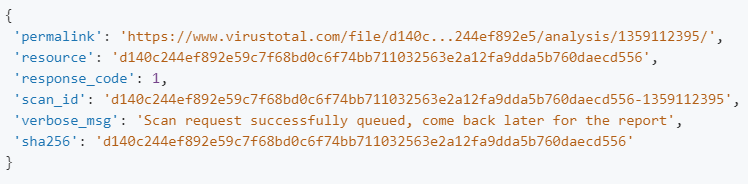 {
'permalink': 'https://www.virustotal.com/file/d140c...244ef892e5/analysis/1359112395/',
'resource': 'd140c244ef892e59c7f68bd0c6f74bb711032563e2a12fa9dda5b760daecd556',
'response_code': 1,
'scan_id': 'd140c244ef892e59c7f68bd0c6f74bb711032563e2a12fa9dda5b760daecd556-1359112395',
'verbose_msg': 'Scan request successfully queued, come back later for the report',
'sha256': 'd140c244ef892e59c7f68bd0c6f74bb711032563e2a12fa9dda5b760daecd556'
}